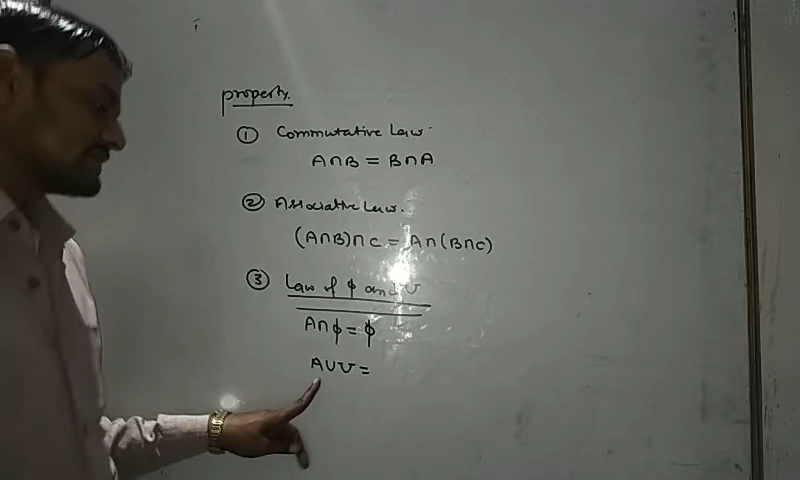 property.
① Commutative Law.
A∩B = B∩A
② Associative Law.
(A∩B)∩C = A∩(B∩C)
③ Law of ϕ and U
A∩ϕ = ϕ
A∪U =